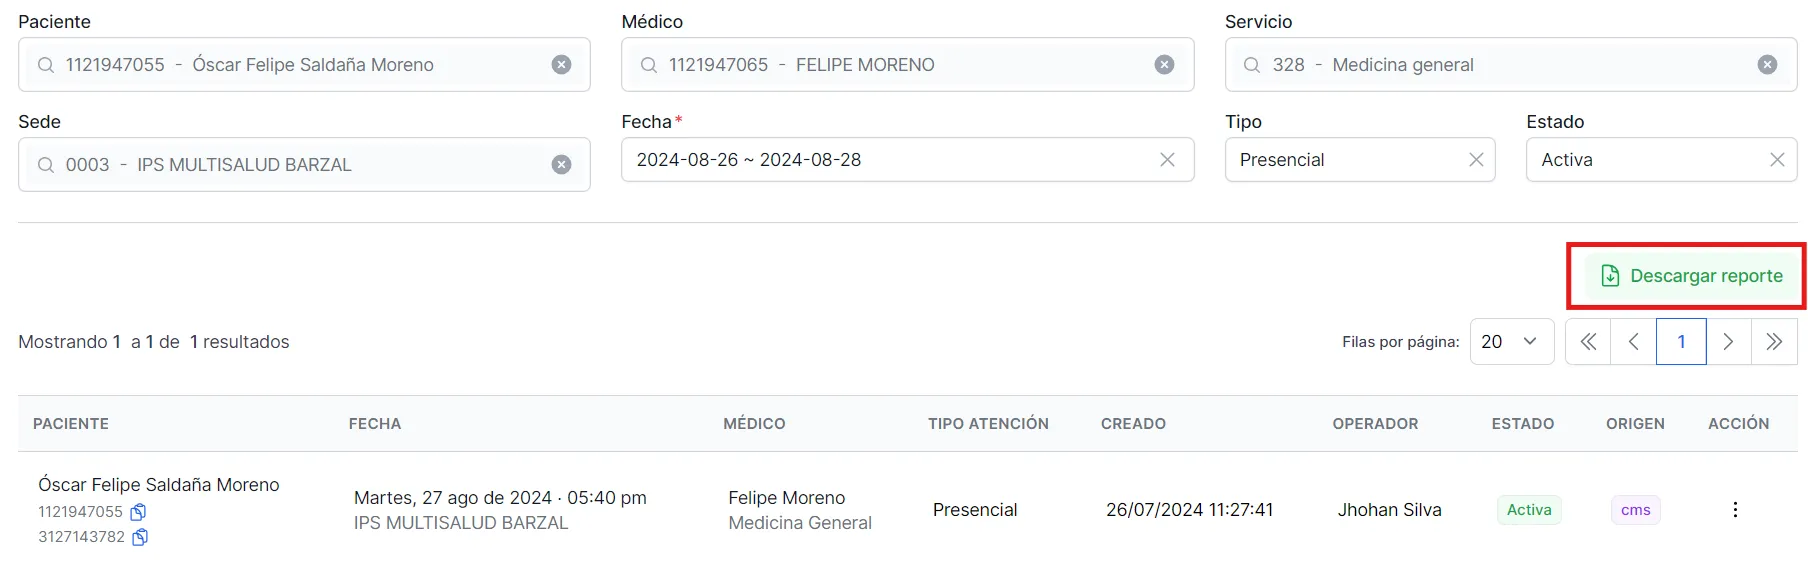 Paciente
Médico
Servicio
1121947055 - Óscar Felipe Saldaña Moreno
1121947065 - FELIPE MORENO
328 - Medicina general
Sede
Fecha*
Tipo
Estado
0003 - IPS MULTISALUD BARZAL
2024-08-26 ~ 2024-08-28
Presencial
Activa
Descargar reporte
Mostrando 1 a 1 de 1 resultados
Filas por página: 20
1
PACIENTE FECHA MÉDICO TIPO ATENCIÓN CREADO OPERADOR ESTADO ORIGEN ACCIÓN
Óscar Felipe Saldaña Moreno
1121947055
3127143782
Martes, 27 ago de 2024 · 05:40 pm
IPS MULTISALUD BARZAL
Felipe Moreno
Medicina General
Presencial
26/07/2024 11:27:41
Jhohan Silva
Activa
cms